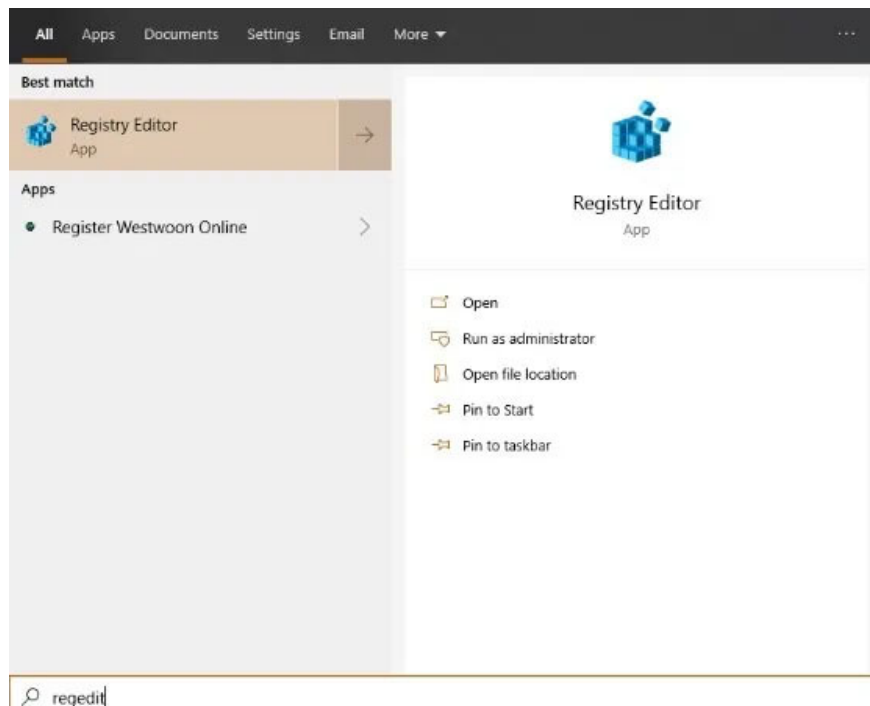 All Apps Documents Settings Email More ...
Best match
Registry Editor
App
Apps
Register Westwoon Online
Registry Editor
App
Open
Run as administrator
Open file location
Pin to Start
Pin to taskbar
regedit